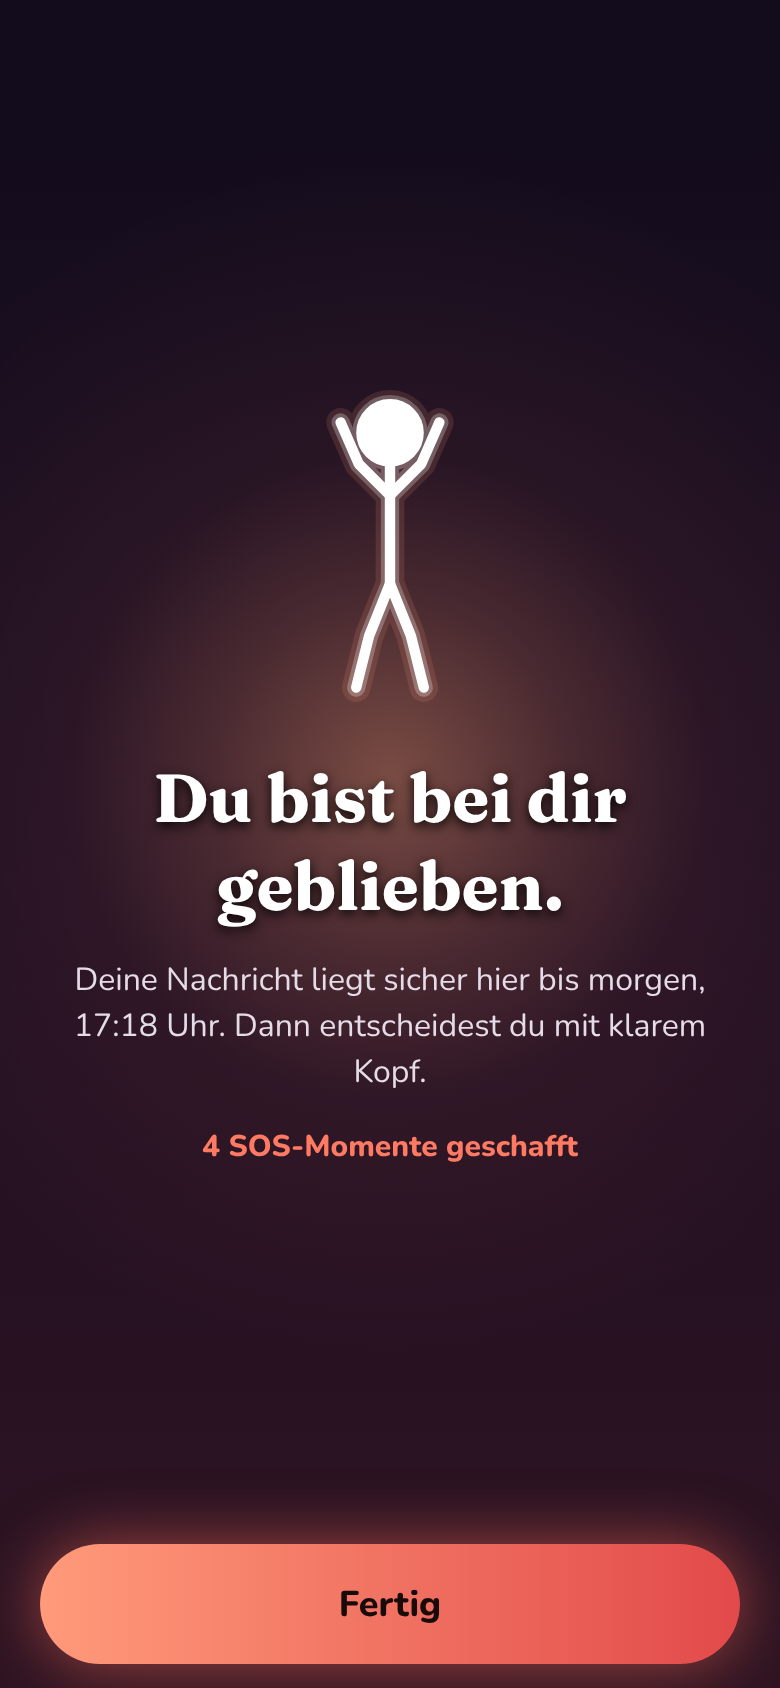 Du bist bei dir
geblieben.
Deine Nachricht liegt sicher hier bis morgen,
17:18 Uhr. Dann entscheidest du mit klarem
Kopf.
4 SOS-Momente geschafft
Fertig